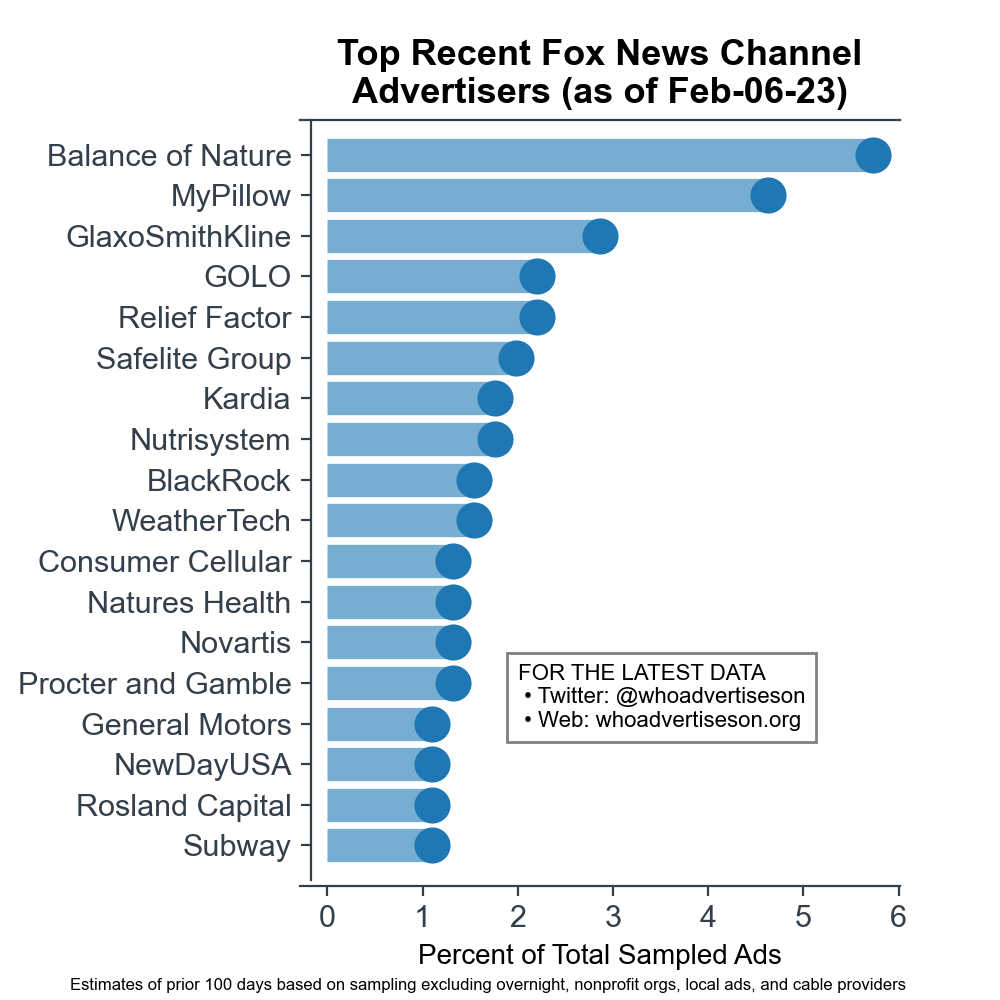 Top Recent Fox News Channel
Advertisers (as of Feb-06-23)
Balance of Nature
MyPillow
GlaxoSmithKline
GOLO
Relief Factor
Safelite Group
Kardia
Nutrisystem
BlackRock
WeatherTech
Consumer Cellular
Natures Health
Novartis
Procter and Gamble
General Motors
NewDayUSA
Rosland Capital
Subway
FOR THE LATEST DATA
• Twitter: @whoadvertiseson
• Web: whoadvertiseson.org
0 1 2 3 4 5 6
Percent of Total Sampled Ads
Estimates of prior 100 days based on sampling excluding overnight, nonprofit orgs, local ads, and cable providers